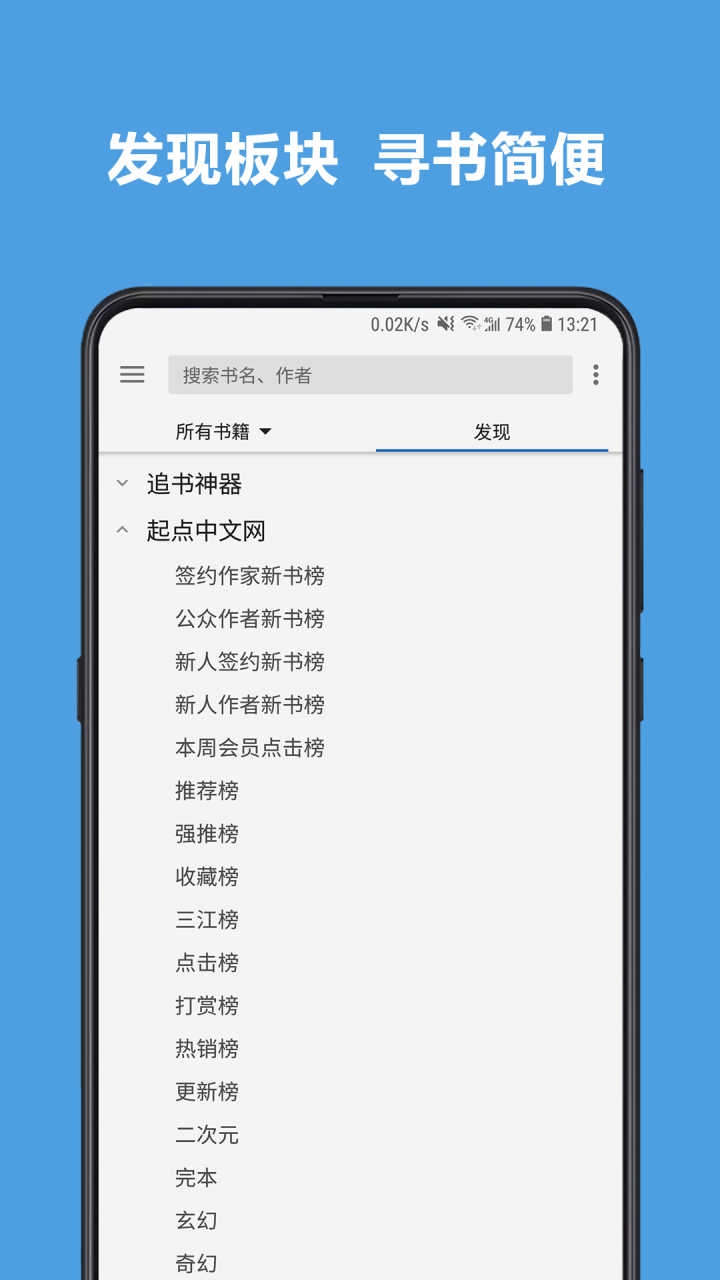 发现板块 寻书简便
0.02K/s 4G 74% 13:21
搜索书名、作者
所有书籍 发现
追书神器
起点中文网
签约作家新书榜
公众作者新书榜
新人签约新书榜
新人作者新书榜
本周会员点击榜
推荐榜
强推榜
收藏榜
三江榜
点击榜
打赏榜
热销榜
更新榜
二次元
完本
玄幻
奇幻